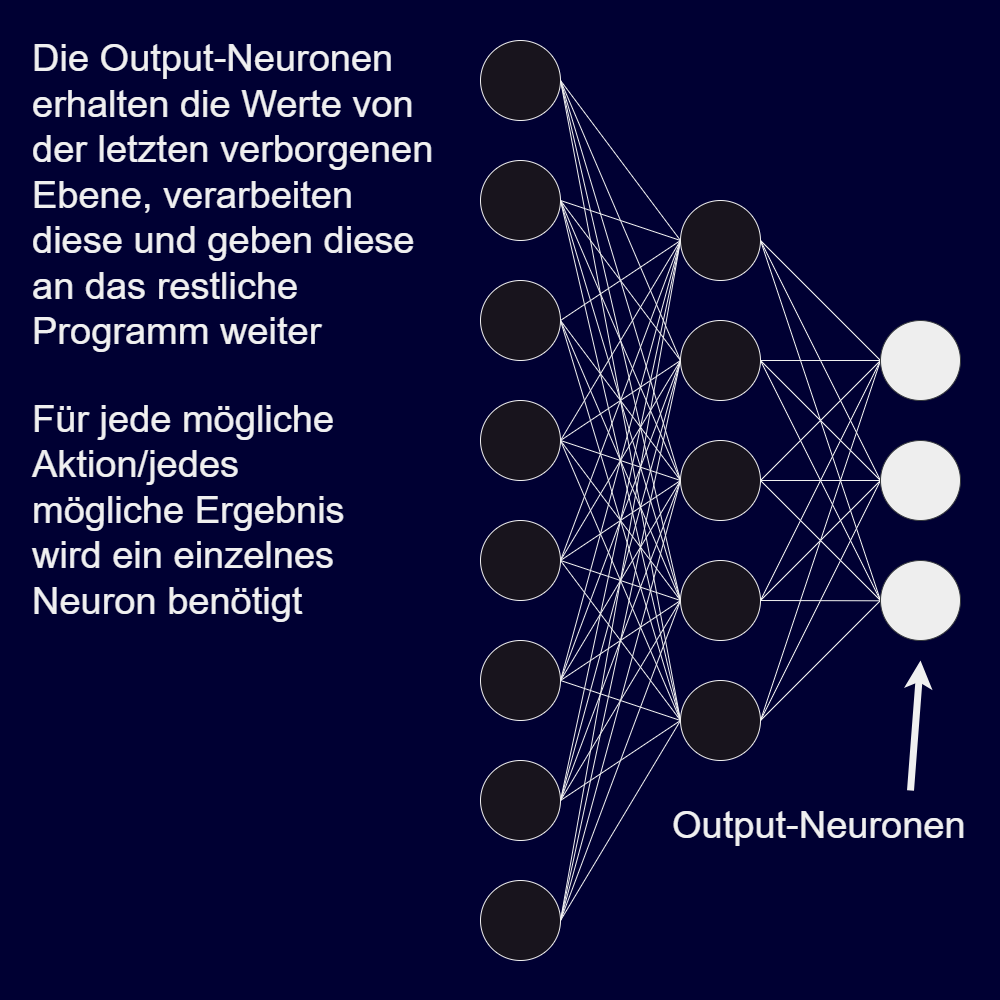 Die Output-Neuronen
erhalten die Werte von
der letzten verborgenen
Ebene, verarbeiten
diese und geben diese
an das restliche
Programm weiter
Für jede mögliche
Aktion/jedes
mögliche Ergebnis
wird ein einzelnes
Neuron benötigt
Output-Neuronen